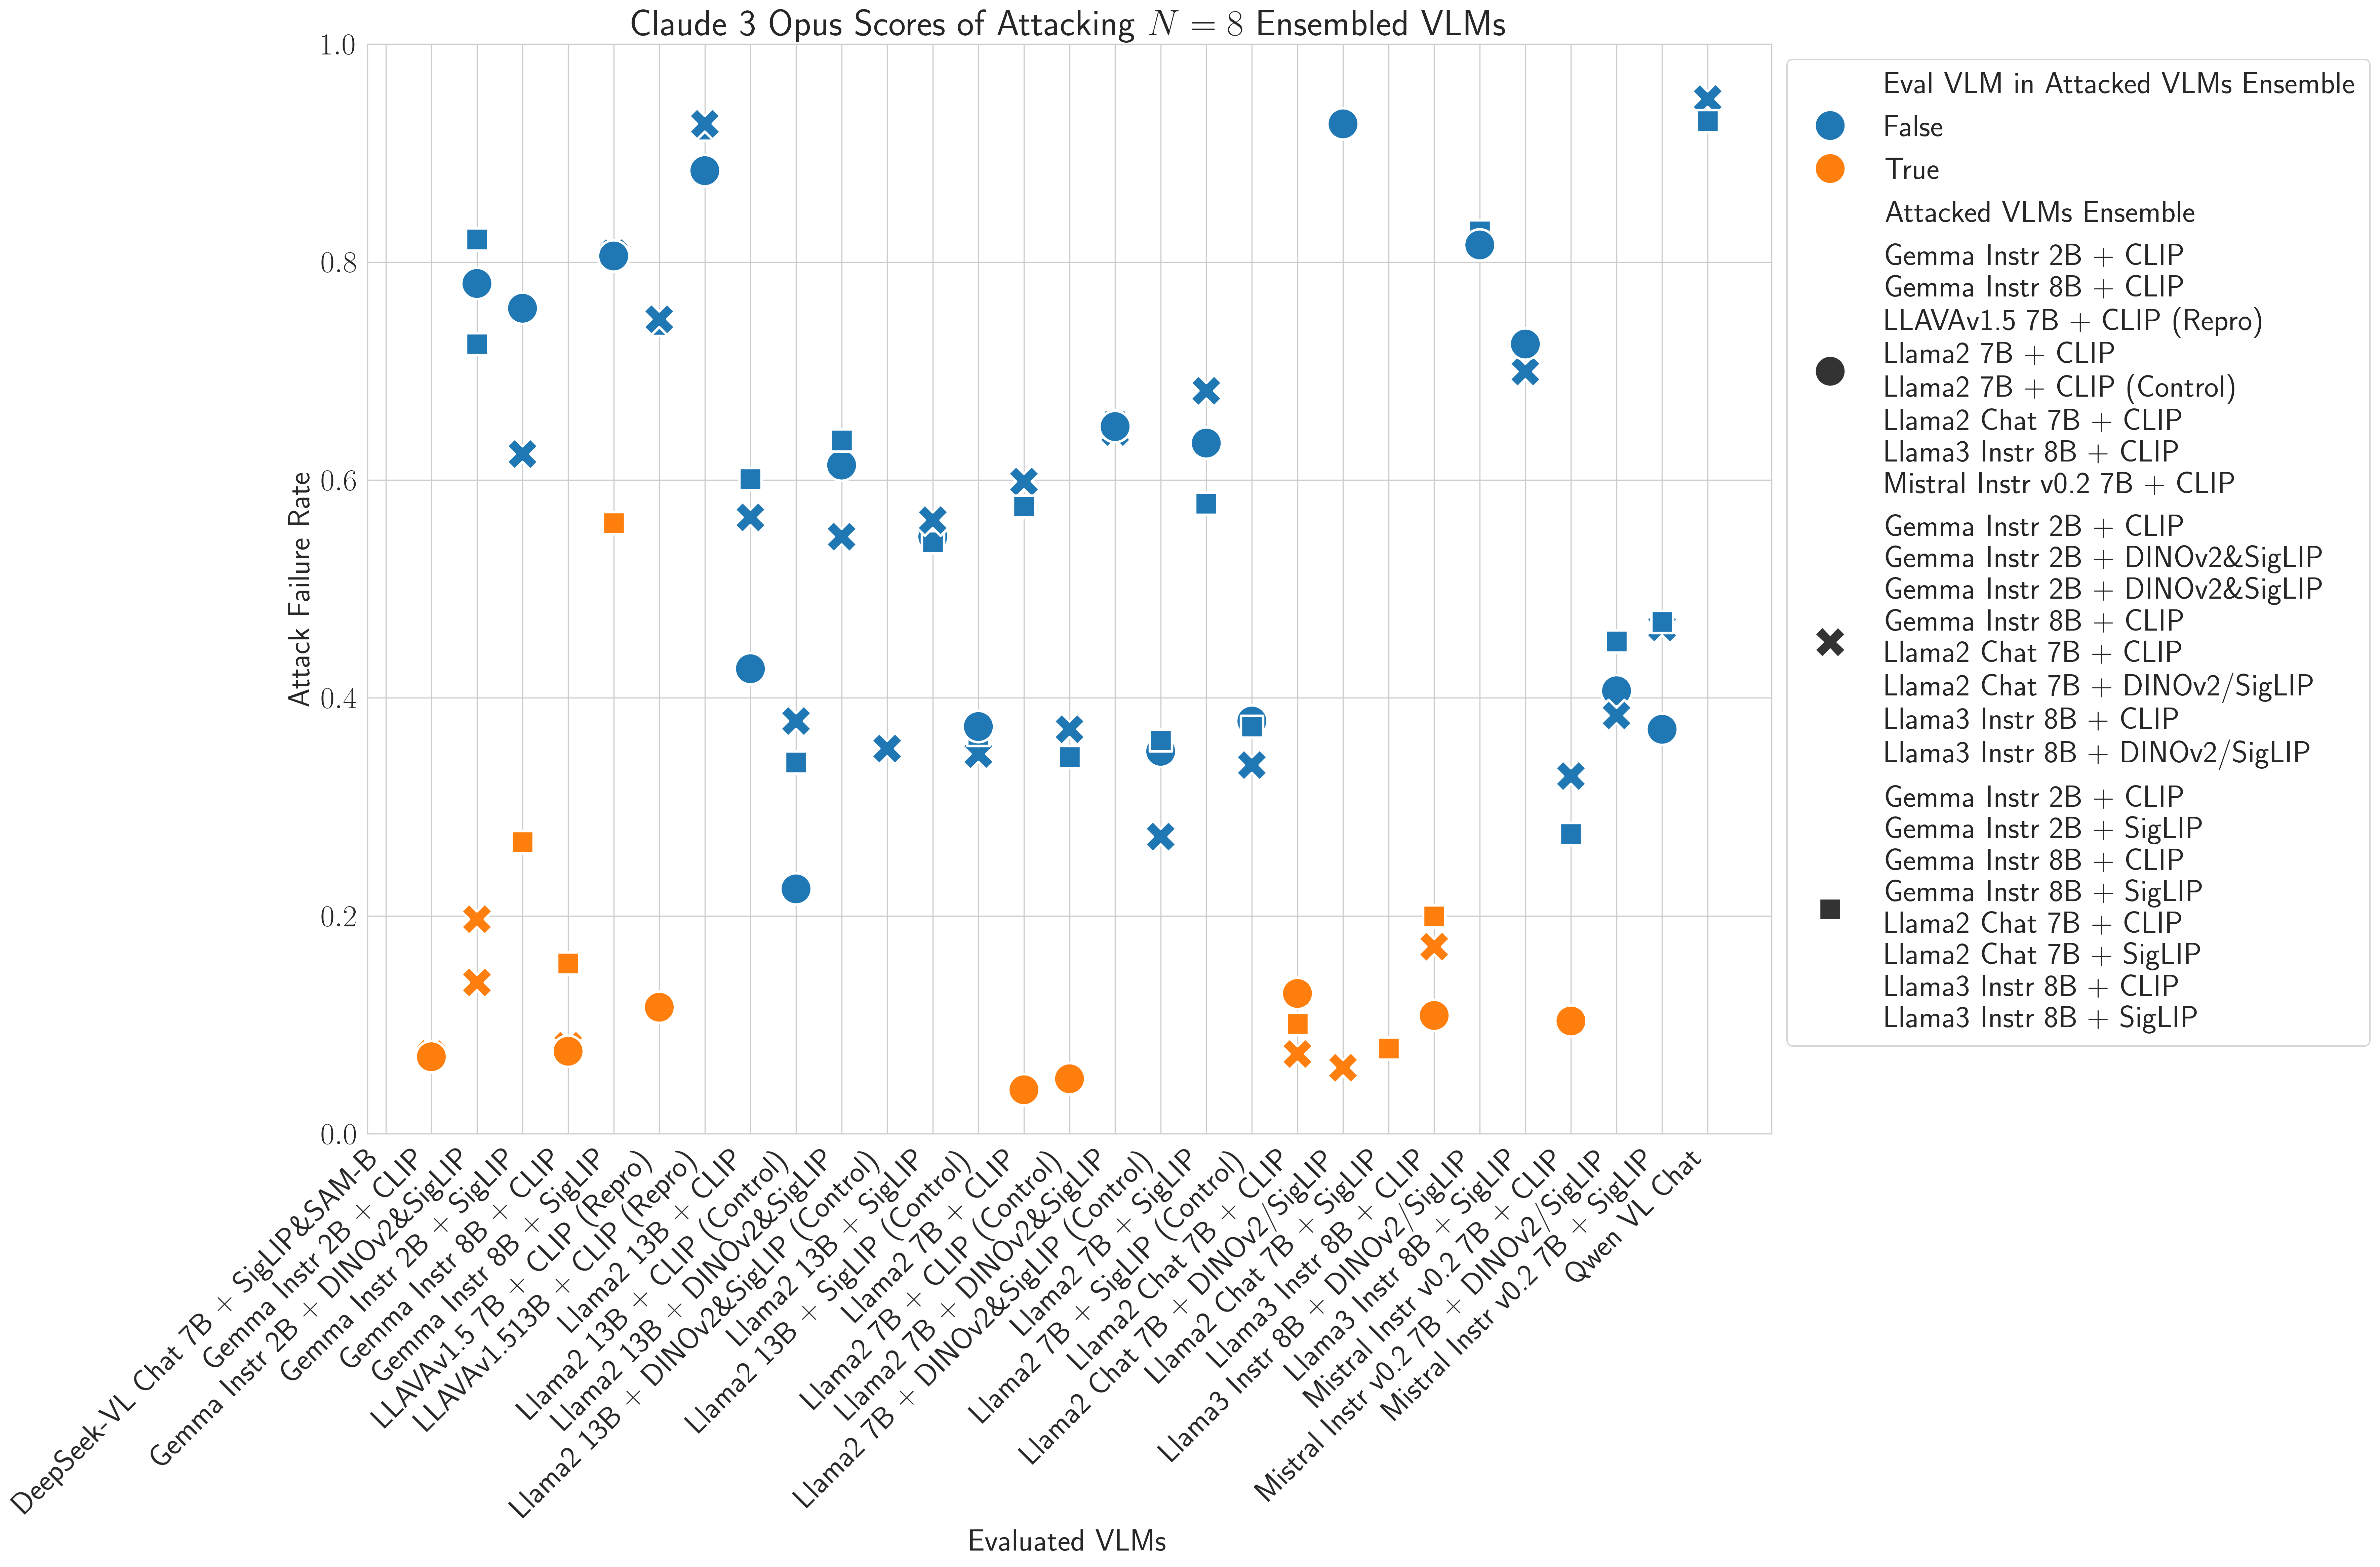 Claude 3 Opus Scores of Attacking N = 8 Ensembled VLMs
Attack Failure Rate
1.0
0.8
0.6
0.4
0.2
0.0
DeepSeek-VL Chat 7B + SigLIP&SAM-B
Gemma Instr 2B + CLIP
Gemma Instr 2B + DINOv2&SigLIP
Gemma Instr 2B + SigLIP
Gemma Instr 8B + CLIP
Gemma Instr 8B + SigLIP
LLAVAv1.5 7B + CLIP (Repro)
LLAVAv1.513B + CLIP (Repro)
Llama2 13B + CLIP
Llama2 13B + CLIP (Control)
Llama2 13B + DINOv2&SigLIP
Llama2 13B + DINOv2&SigLIP (Control)
Llama2 13B + SigLIP
Llama2 13B + SigLIP (Control)
Llama2 7B + CLIP
Llama2 7B + CLIP (Control)
Llama2 7B + DINOv2&SigLIP
Llama2 7B + DINOv2&SigLIP (Control)
Llama2 7B + SigLIP
Llama2 7B + SigLIP (Control)
Llama2 Chat 7B + CLIP
Llama2 Chat 7B + DINOv2/SigLIP
Llama2 Chat 7B + SigLIP
Llama3 Instr 8B + CLIP
Llama3 Instr 8B + DINOv2/SigLIP
Llama3 Instr 8B + SigLIP
Mistral Instr v0.2 7B + CLIP
Mistral Instr v0.2 7B + DINOv2/SigLIP
Mistral Instr v0.2 7B + SigLIP
Qwen VL Chat
Evaluated VLMs
Eval VLM in Attacked VLMs Ensemble
False
True
Attacked VLMs Ensemble
Gemma Instr 2B + CLIP
Gemma Instr 8B + CLIP
LLAVAv1.5 7B + CLIP (Repro)
Llama2 7B + CLIP
Llama2 7B + CLIP (Control)
Llama2 Chat 7B + CLIP
Llama3 Instr 8B + CLIP
Mistral Instr v0.2 7B + CLIP
Gemma Instr 2B + CLIP
Gemma Instr 2B + DINOv2&SigLIP
Gemma Instr 2B + DINOv2&SigLIP
Gemma Instr 8B + CLIP
Llama2 Chat 7B + CLIP
Llama2 Chat 7B + DINOv2/SigLIP
Llama3 Instr 8B + CLIP
Llama3 Instr 8B + DINOv2/SigLIP
Gemma Instr 2B + CLIP
Gemma Instr 2B + SigLIP
Gemma Instr 8B + CLIP
Gemma Instr 8B + SigLIP
Llama2 Chat 7B + CLIP
Llama2 Chat 7B + SigLIP
Llama3 Instr 8B + CLIP
Llama3 Instr 8B + SigLIP